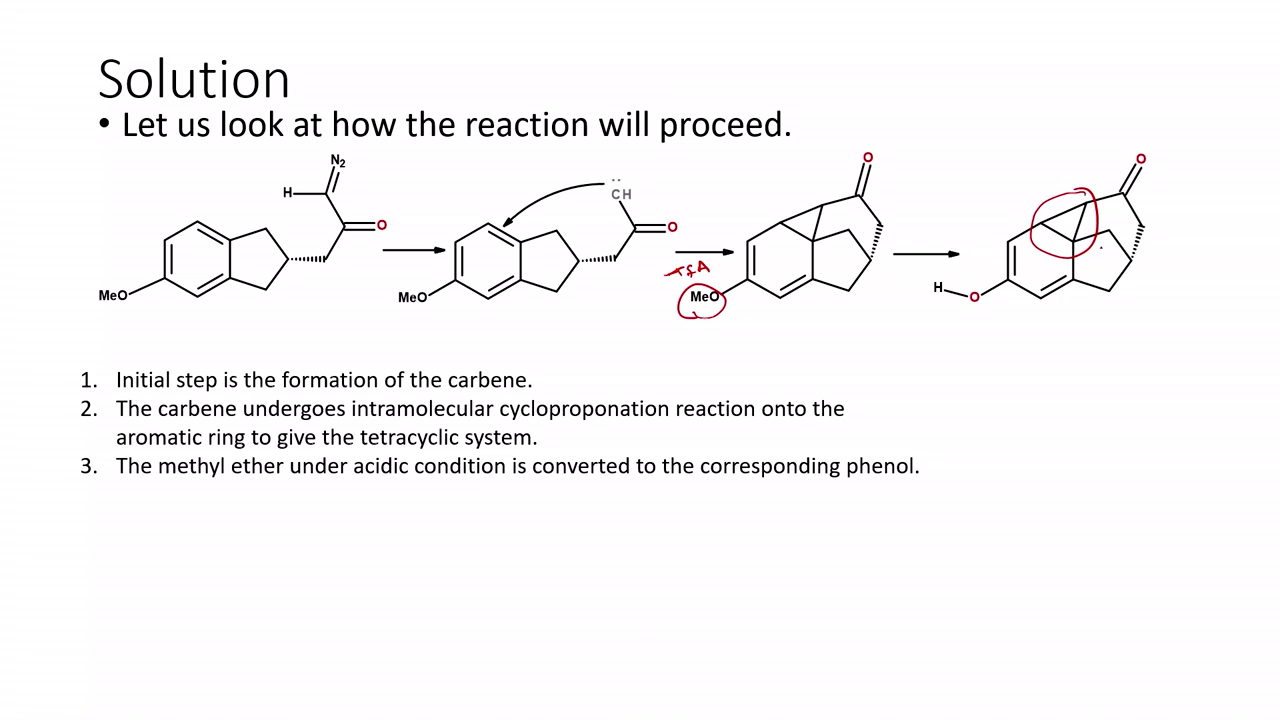 Solution
• Let us look at how the reaction will proceed.
N2
H
O
MeO
CH
O
MeO
TfA
O
MeO
O
H
O
1. Initial step is the formation of the carbene.
2. The carbene undergoes intramolecular cycloproponation reaction onto the
aromatic ring to give the tetracyclic system.
3. The methyl ether under acidic condition is converted to the corresponding phenol.